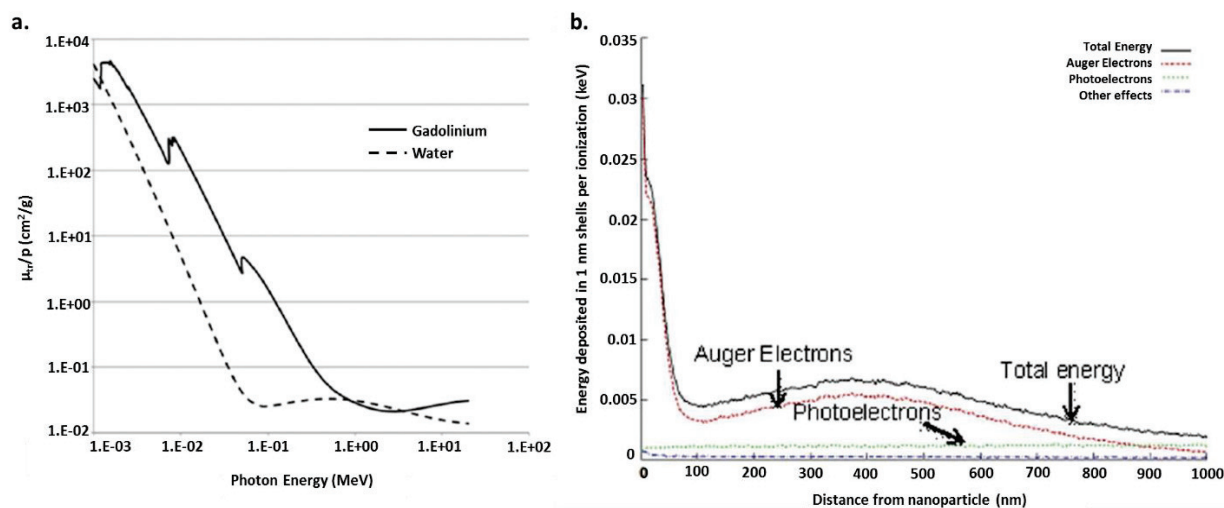 a.
1.E+04
1.E+03
1.E+02
1.E+01
1.E+00
1.E-01
1.E-02
μtr/p (cm²/g)
Gadolinium
Water
1.E-03
1.E-02
1.E-01
1.E+00
1.E+01
1E+02
Photon Energy (MeV)
b.
0.035
0.03
0.025
0.02
0.015
0.01
0.005
0
Energy deposited in 1 nm shells per ionization (keV)
Total Energy
Auger Electrons
Photoelectrons
Other effects
Auger Electrons
Total energy
Photoelectrons
0
100
200
300
400
500
600
700
800
900
1000
Distance from nanoparticle (nm)